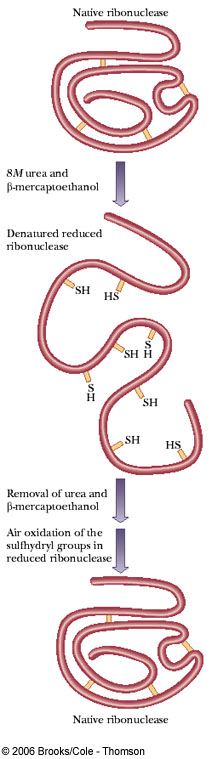 Native ribonuclease
8M urea and
β-mercaptoethanol
Denatured reduced
ribonuclease
SH
HS
S
H
SH
S
H
SH
SH
HS
Removal of urea and
β-mercaptoethanol
Air oxidation of the
sulfhydryl groups in
reduced ribonuclease
Native ribonuclease
© 2006 Brooks/Cole - Thomson